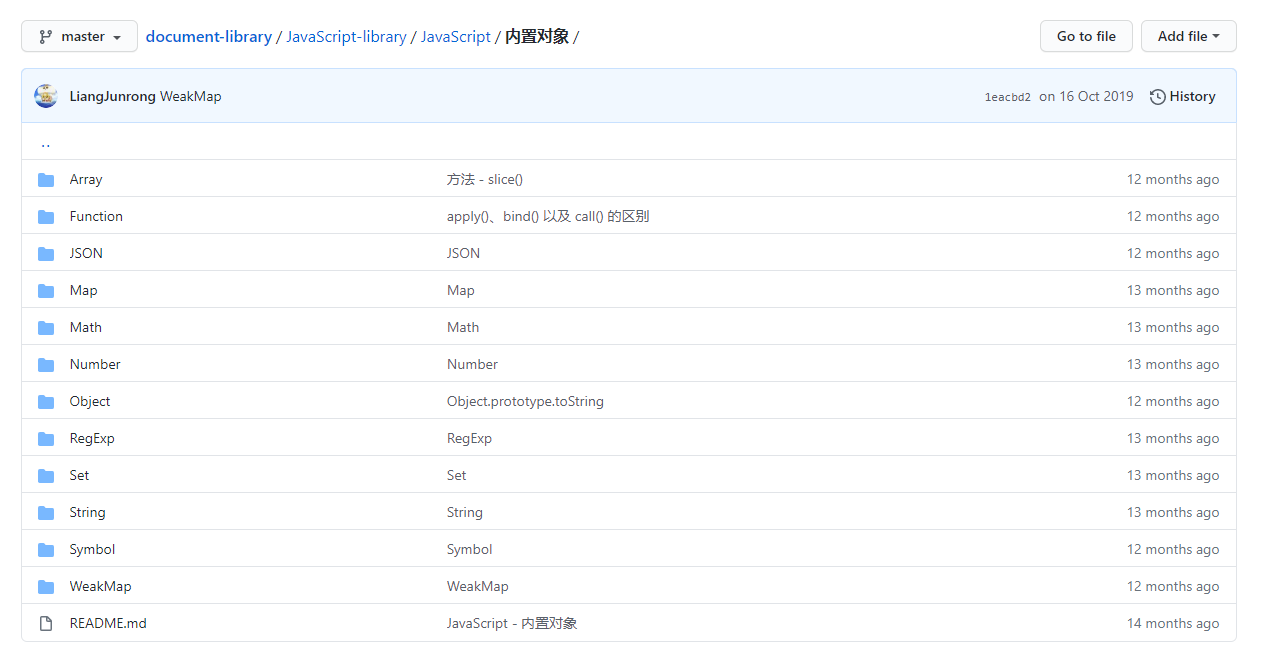 master document-library / JavaScript-library / JavaScript / 内置对象 / Go to file Add file
LiangJunrong WeakMap 1eacbd2 on 16 Oct 2019 History
..
Array 方法 - slice() 12 months ago
Function apply()、bind() 以及 call() 的区别 12 months ago
JSON JSON 12 months ago
Map Map 13 months ago
Math Math 13 months ago
Number Number 13 months ago
Object Object.prototype.toString 12 months ago
RegExp RegExp 13 months ago
Set Set 13 months ago
String String 13 months ago
Symbol Symbol 12 months ago
WeakMap WeakMap 12 months ago
README.md JavaScript - 内置对象 14 months ago